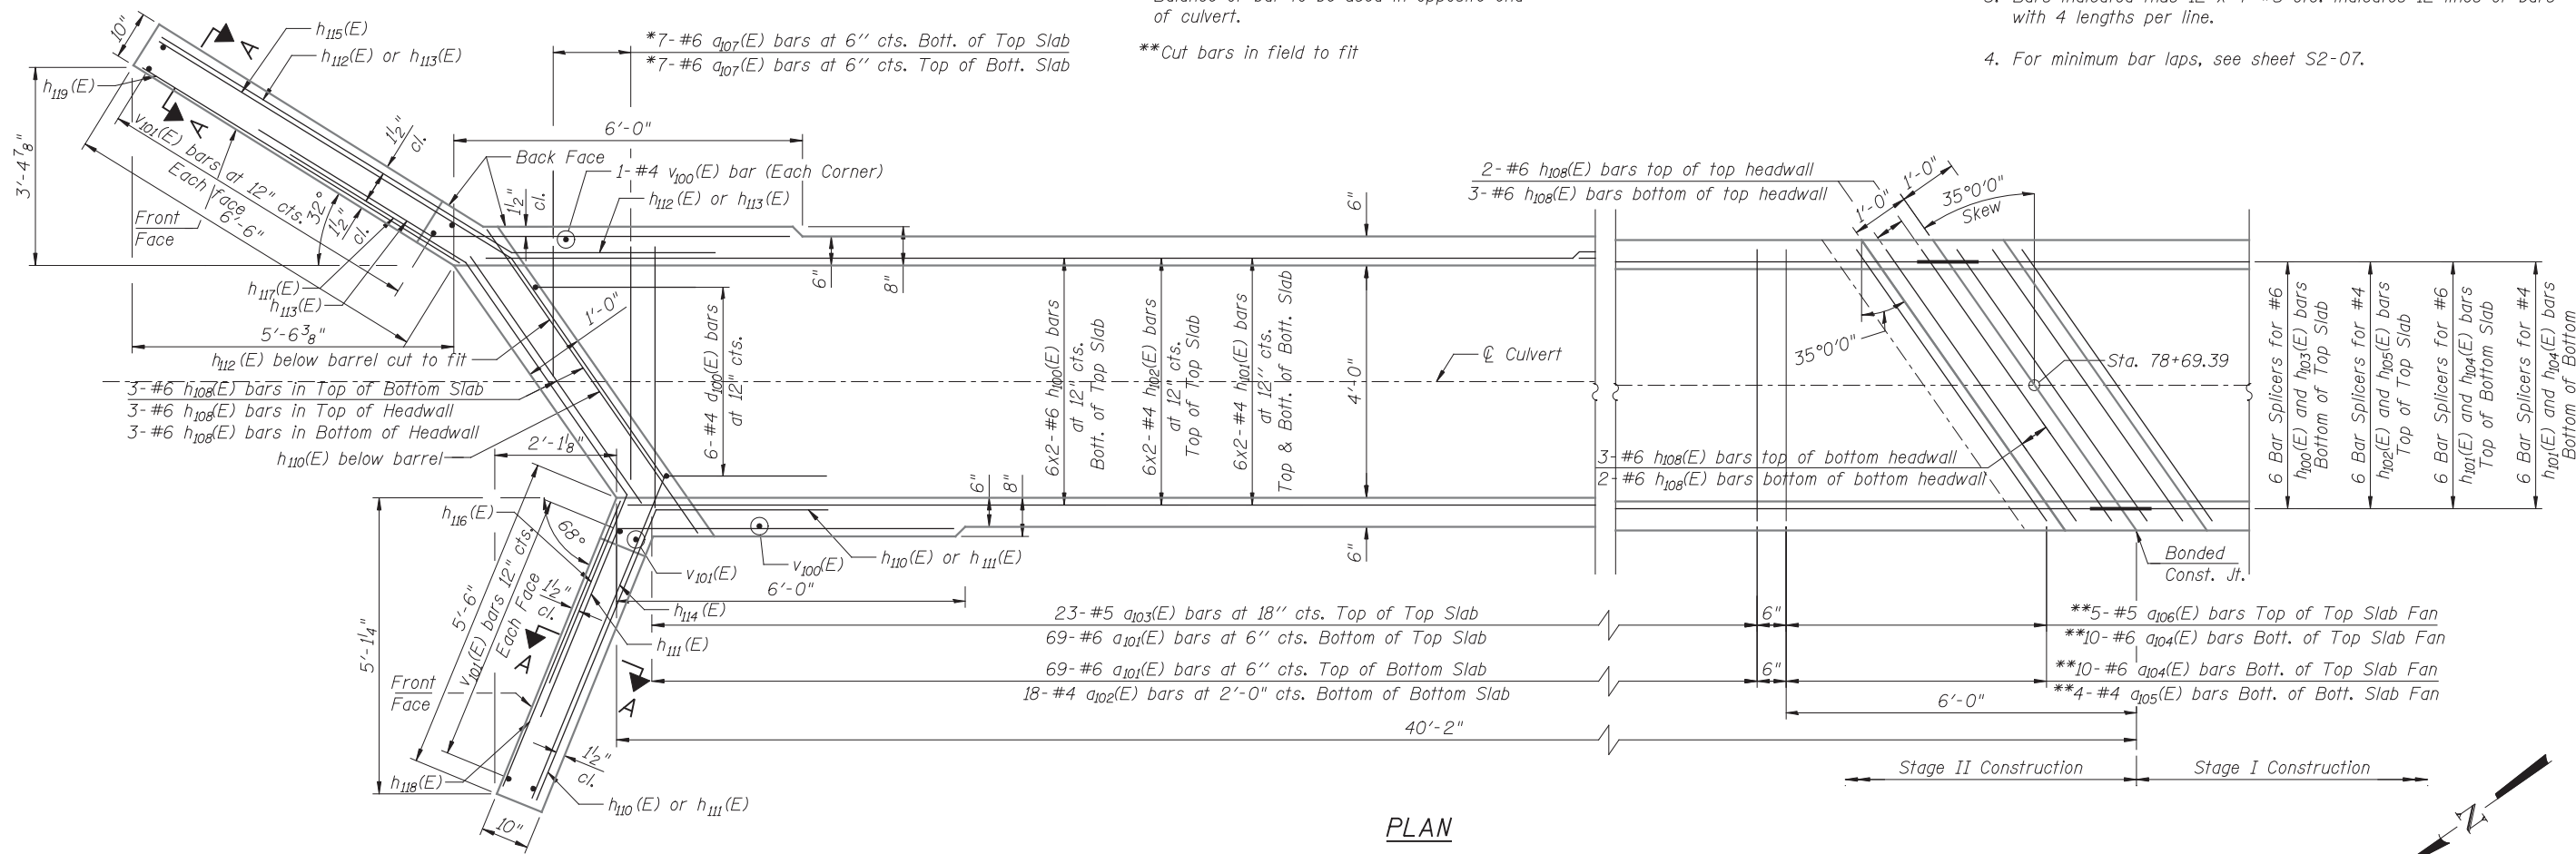 of culvert.
**Cut bars in field to fit
with 4 lengths per line.
4. For minimum bar laps, see sheet S2-07.
10"
A
h115(E)
h112(E) or h113(E)
*7-#6 a107(E) bars at 6" cts. Bott. of Top Slab
*7-#6 a107(E) bars at 6" cts. Top of Bott. Slab
h119(E)
A
3'-4 7/8"
v101(E) bars at 12" cts.
Each face
6'-6"
Front
Face
32°
1½"
cl.
1½"
cl.
6'-0"
Back Face
1-#4 v100(E) bar (Each Corner)
h112(E) or h113(E)
1½"
cl.
6"
8"
6"
h117(E)
h113(E)
5'-6 3/8"
h112(E) below barrel cut to fit
3-#6 h108(E) bars in Top of Bottom Slab
3-#6 h108(E) bars in Top of Headwall
3-#6 h108(E) bars in Bottom of Headwall
h110(E) below barrel
1'-0"
6-#4 d100(E) bars
at 12" cts.
6x2-#6 h100(E) bars
at 12" cts.
Bott. of Top Slab
6x2-#4 h102(E) bars
at 12" cts.
Top of Top Slab
6x2-#4 h101(E) bars
at 12" cts.
Top & Bott. of Bott. Slab
4'-0"
℄ Culvert
2-#6 h108(E) bars top of top headwall
3-#6 h108(E) bars bottom of top headwall
1'-0"
1'-0"
35°0'0"
Skew
35°0'0"
Sta. 78+69.39
3-#6 h108(E) bars top of bottom headwall
2-#6 h108(E) bars bottom of bottom headwall
6 Bar Splicers for #6
h100(E) and h103(E) bars
Bottom of Top Slab
6 Bar Splicers for #4
h102(E) and h105(E) bars
Top of Top Slab
6 Bar Splicers for #6
h101(E) and h104(E) bars
Top of Bottom Slab
6 Bar Splicers for #4
h101(E) and h104(E) bars
2'-1 1/8"
h116(E)
68°
5'-1¼"
5'-6"
v101(E) bars 12" cts.
Each Face
1½"
cl.
A
Front
Face
h118(E)
10"
1½"
cl.
h110(E) or h111(E)
h111(E)
h114(E)
A
v101(E)
v100(E)
h110(E) or h111(E)
6"
8"
6"
6'-0"
Bonded
Const. Jt.
23-#5 a103(E) bars at 18" cts. Top of Top Slab
69-#6 a101(E) bars at 6" cts. Bottom of Top Slab
6"
**5-#5 a106(E) bars Top of Top Slab Fan
**10-#6 a104(E) bars Bott. of Top Slab Fan
69-#6 a101(E) bars at 6" cts. Top of Bottom Slab
18-#4 a102(E) bars at 2'-0" cts. Bottom of Bottom Slab
6"
**10-#6 a104(E) bars Bott. of Top Slab Fan
**4-#4 a105(E) bars Bott. of Bott. Slab Fan
6'-0"
40'-2"
Stage II Construction
Stage I Construction
PLAN
N